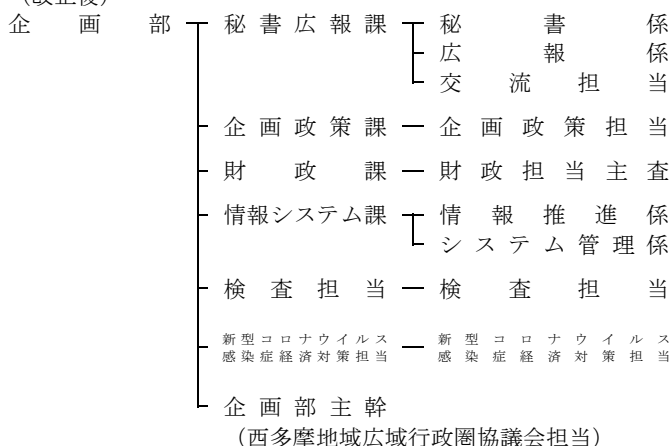 企画部 秘書広報課 秘書係
広報係
交流担当
企画政策課 企画政策担当
財政課 財政担当主査
情報システム課 情報推進係
システム管理係
検査担当 検査担当
新型コロナウイルス 新型コロナウイルス
感染症経済対策担当 感染症経済対策担当
企画部主幹
(西多摩地域広域行政圏協議会担当)